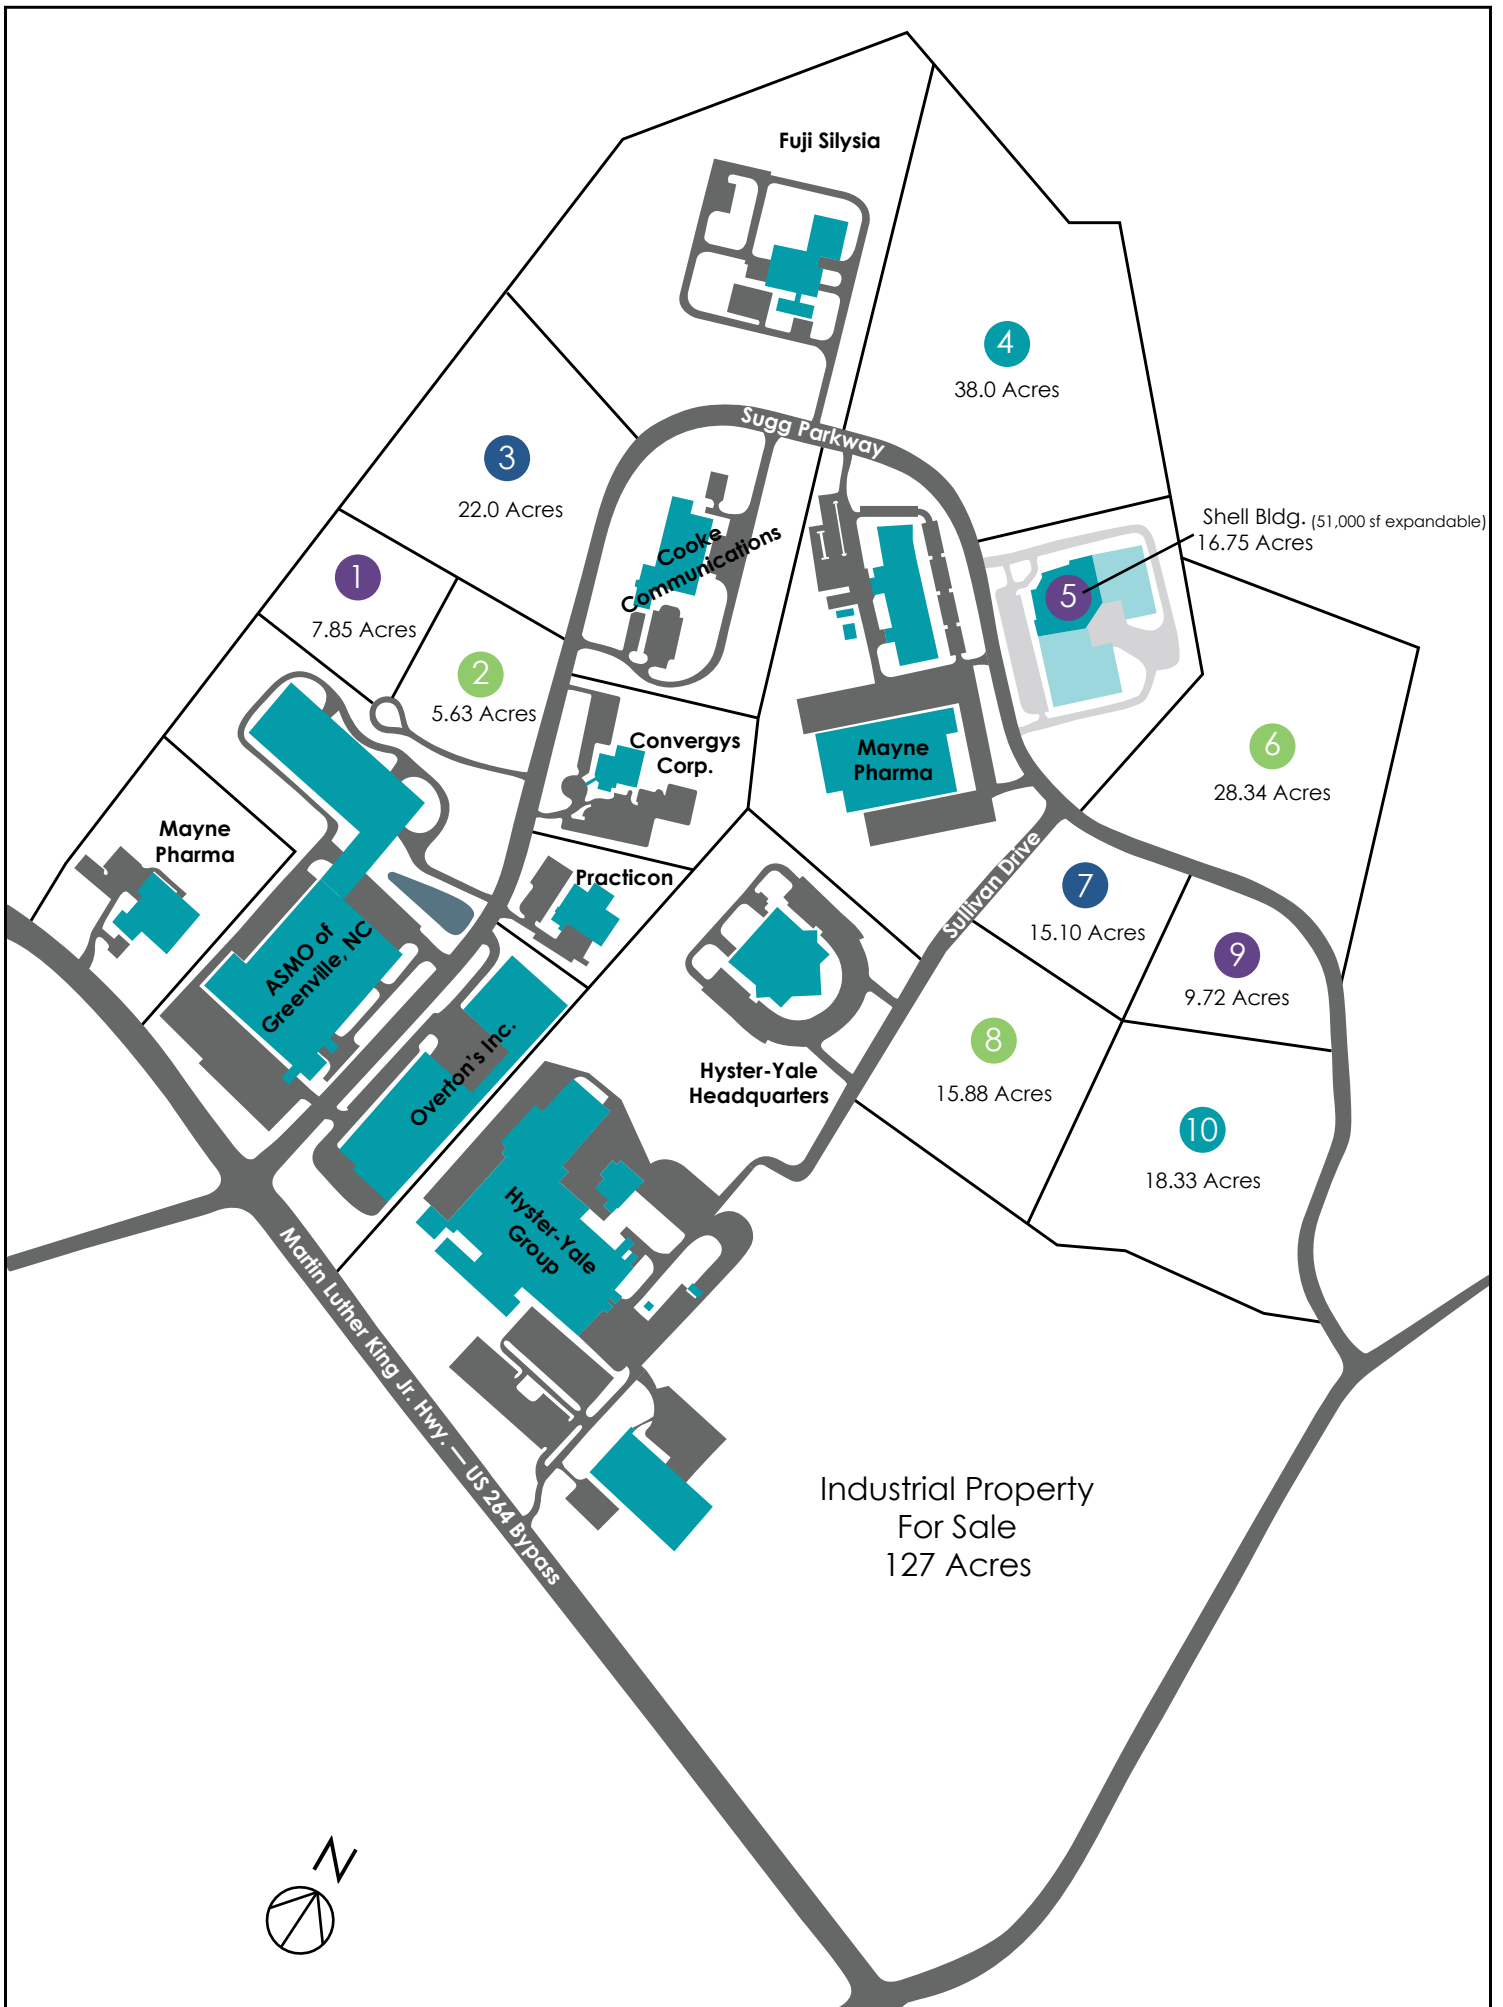 Fuji Silysia
4
38.0 Acres
Sugg Parkway
3
22.0 Acres
Shell Bldg. (51,000 sf expandable)
16.75 Acres
5
Cooke
Communications
1
7.85 Acres
2
5.63 Acres
Convergys
Corp.
Mayne
Pharma
6
28.34 Acres
Mayne
Pharma
Practicon
Sullivan Drive
7
15.10 Acres
9
9.72 Acres
ASMO of
Greenville, NC
Overton's Inc.
8
15.88 Acres
Hyster-Yale
Headquarters
10
18.33 Acres
Hyster-Yale
Group
Martin Luther King Jr. Hwy. — US 264 Bypass
Industrial Property
For Sale
127 Acres
N